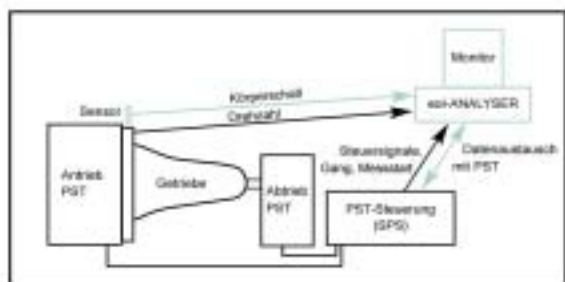 Monitor
Körperschall
Sensor
Drehzahl
-ANALYSER
Steuersignale,
Gang, Messstart
Datenaustausch
mit PST
Antrieb
PST
Getriebe
Abtrieb
PST
PST-Steuerung
(SPS)